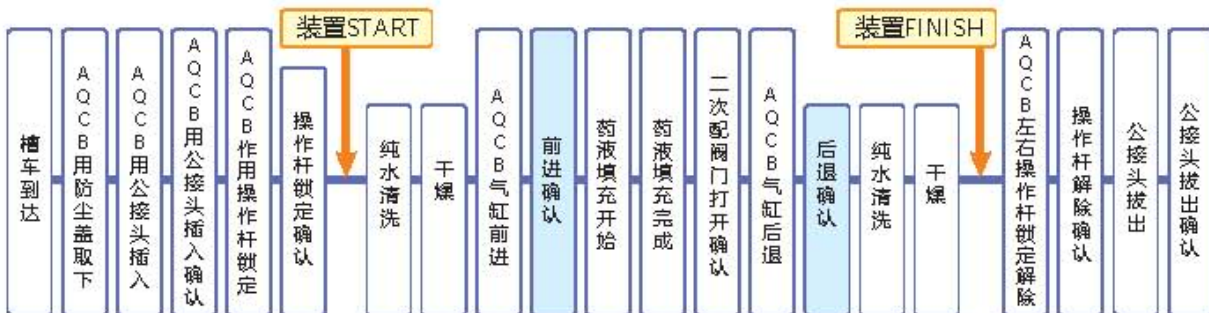 槽车到达
AQCB用防尘盖取下
AQCB用公接头插入
AQCB用公接头插入确认
AQCB作用操作杆锁定
操作杆锁定确认
装置START
纯水清洗
干燥
AQCB气缸前进
前进确认
药液填充开始
药液填充完成
二次配阀门打开确认
AQCB气缸后退
后退确认
纯水清洗
干燥
装置FINISH
AQCB左右操作杆锁定解除
操作杆解除确认
公接头拔出
公接头拔出确认